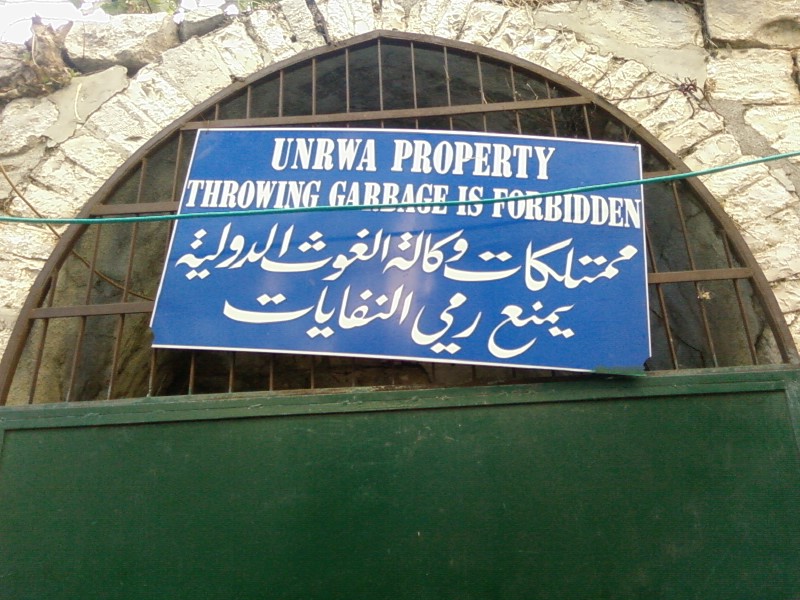 UNRWA PROPERTY
THROWING GARBAGE IS FORBIDDEN
ممتلكات وكالة الغوث الدولية
يمنع رمي النفايات